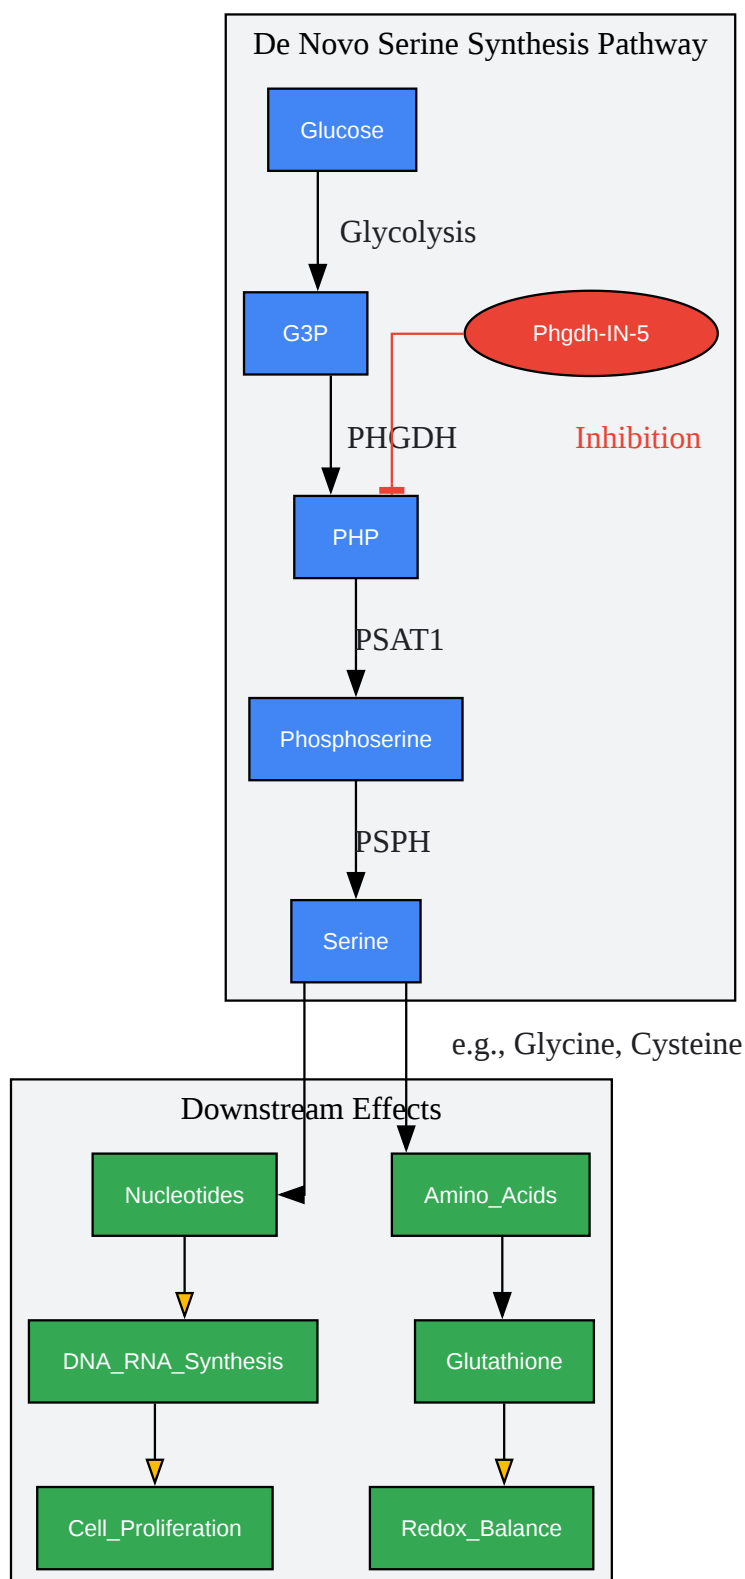 De Novo Serine Synthesis Pathway
Glucose
Glycolysis
G3P
Phgdh-IN-5
PHGDH
Inhibition
PHP
PSAT1
Phosphoserine
PSPH
Serine
e.g., Glycine, Cysteine
Downstream Effects
Nucleotides
Amino_Acids
DNA_RNA_Synthesis
Glutathione
Cell_Proliferation
Redox_Balance